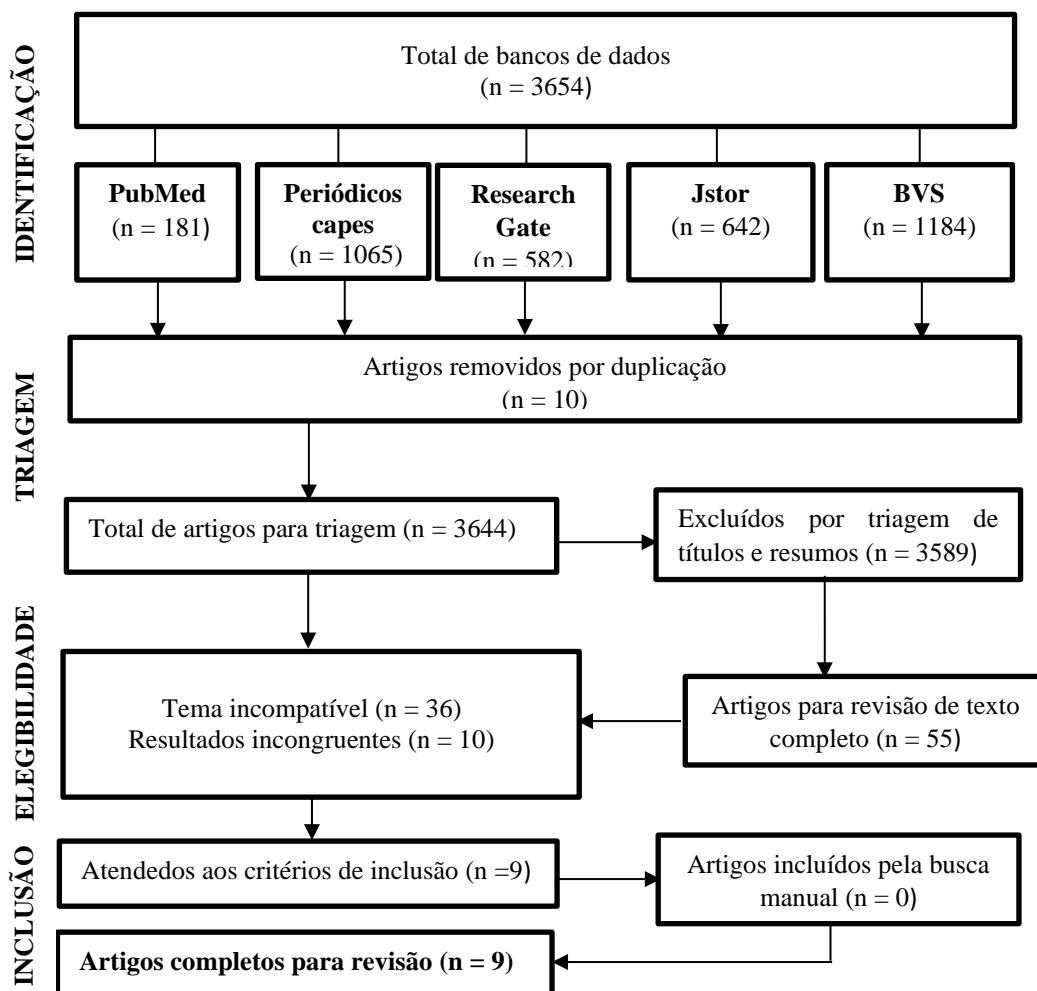 IDENTIFICAÇÃO
Total de bancos de dados
(n = 3654)
PubMed
(n = 181)
Periódicos
capes
(n = 1065)
Research
Gate
(n = 582)
Jstor
(n = 642)
BVS
(n = 1184)
TRIAGEM
Artigos removidos por duplicação
(n = 10)
Total de artigos para triagem (n = 3644)
Excluídos por triagem de
títulos e resumos (n = 3589)
ELEGIBILIDADE
Tema incompatível (n = 36)
Resultados incongruentes (n = 10)
Artigos para revisão de texto
completo (n = 55)
INCLUSÃO
Atendedos aos critérios de inclusão (n =9)
Artigos incluídos pela busca
manual (n = 0)
Artigos completos para revisão (n = 9)